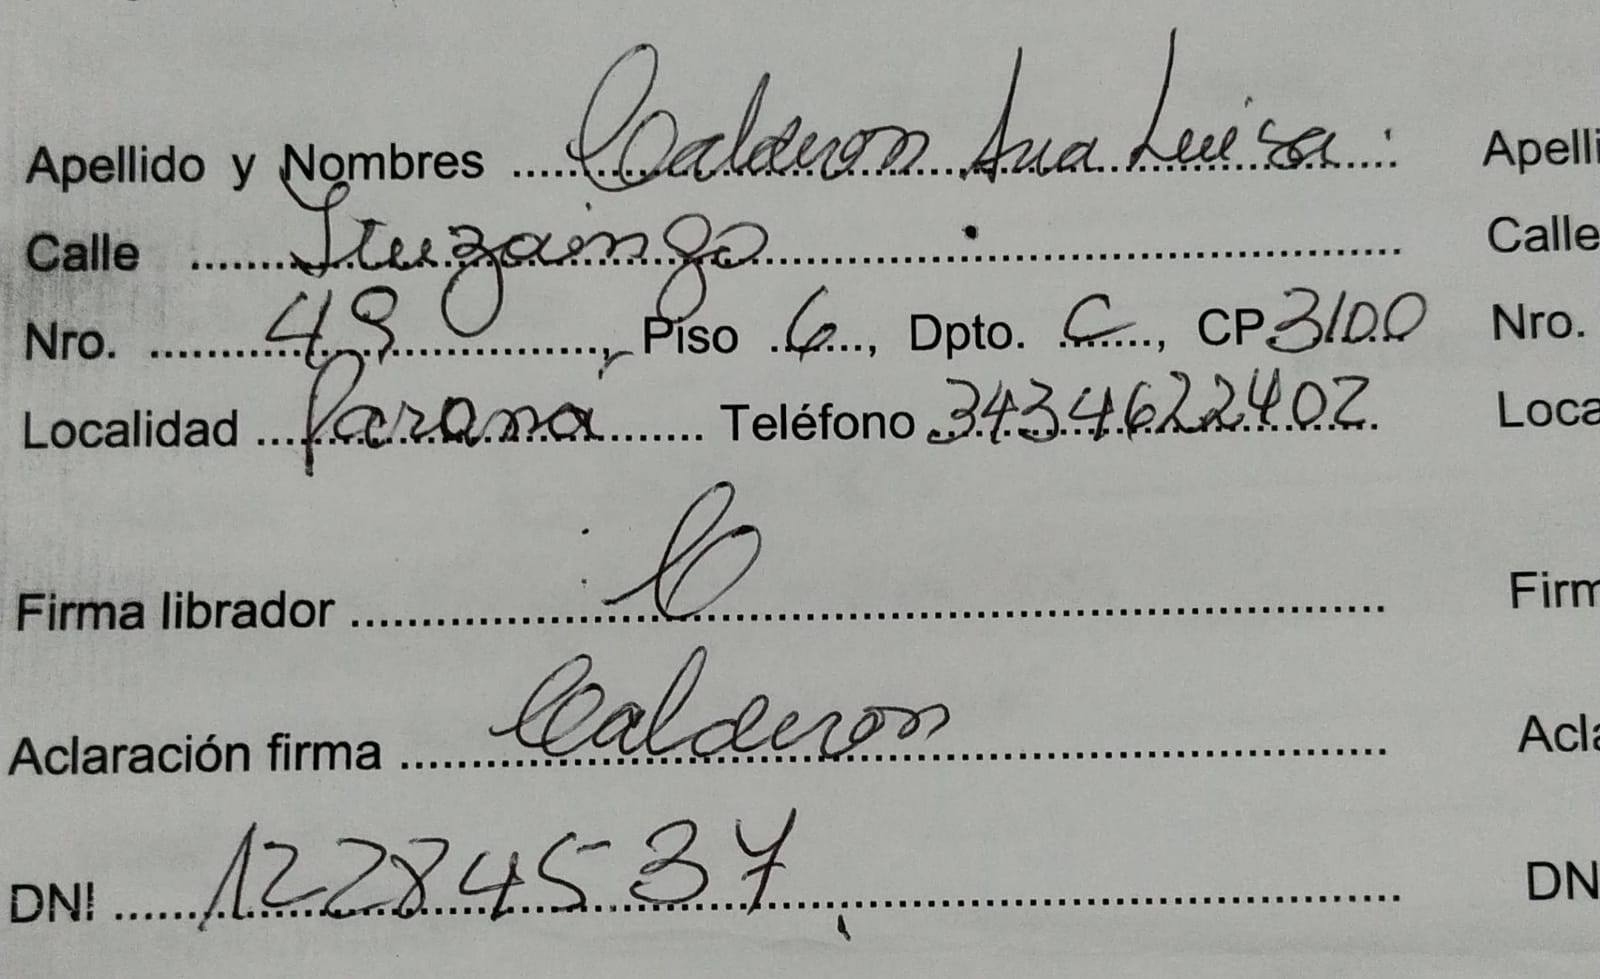 Apellido y Nombres Calderon Ana Luisa Apelli
Calle Ituzaingo Calle
Nro. 49, Piso 6, Dpto. C, CP 3100 Nro.
Localidad Paraná Teléfono 3434622402 Loca
Firma librador Firm
Aclaración firma Calderon Acla
DNI 12284537 DN